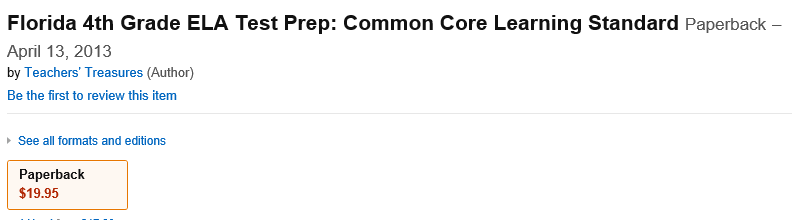 Florida 4th Grade ELA Test Prep: Common Core Learning Standard Paperback –
April 13, 2013
by Teachers' Treasures (Author)
Be the first to review this item
See all formats and editions
Paperback
$19.95